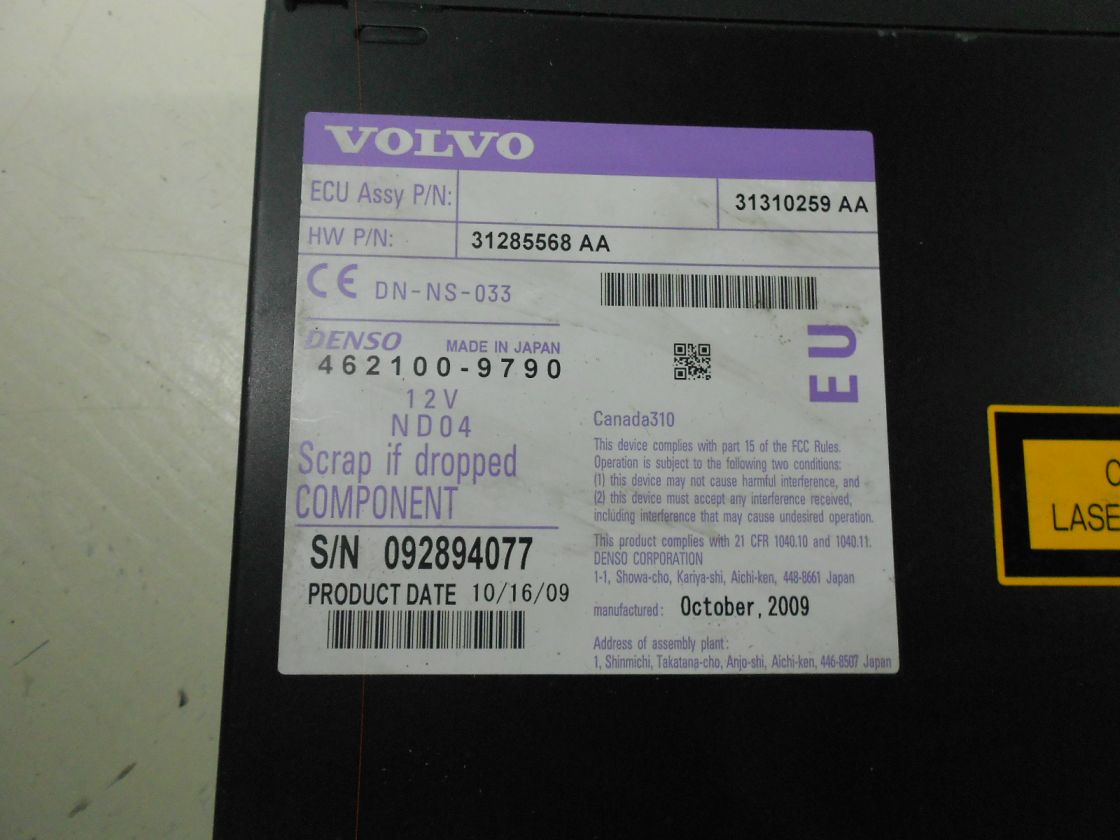 VOLVO
ECU Assy P/N: 31310259 AA
HW P/N: 31285568 AA
CE DN-NS-033
DENSO MADE IN JAPAN
462100-9790
12V
ND04
Scrap if dropped
COMPONENT
S/N 092894077
PRODUCT DATE 10/16/09
EU
Canada310
This device complies with part 15 of the FCC Rules.
Operation is subject to the following two conditions:
(1) this device may not cause harmful interference, and
(2) this device must accept any interference received,
including interference that may cause undesired operation.
This product complies with 21 CFR 1040.10 and 1040.11.
DENSO CORPORATION
1-1, Showa-cho, Kariya-shi, Aichi-ken, 448-8661 Japan
manufactured: October, 2009
Address of assembly plant:
1, Shinmichi, Takatana-cho, Anjo-shi, Aichi-ken, 446-8507 Japan